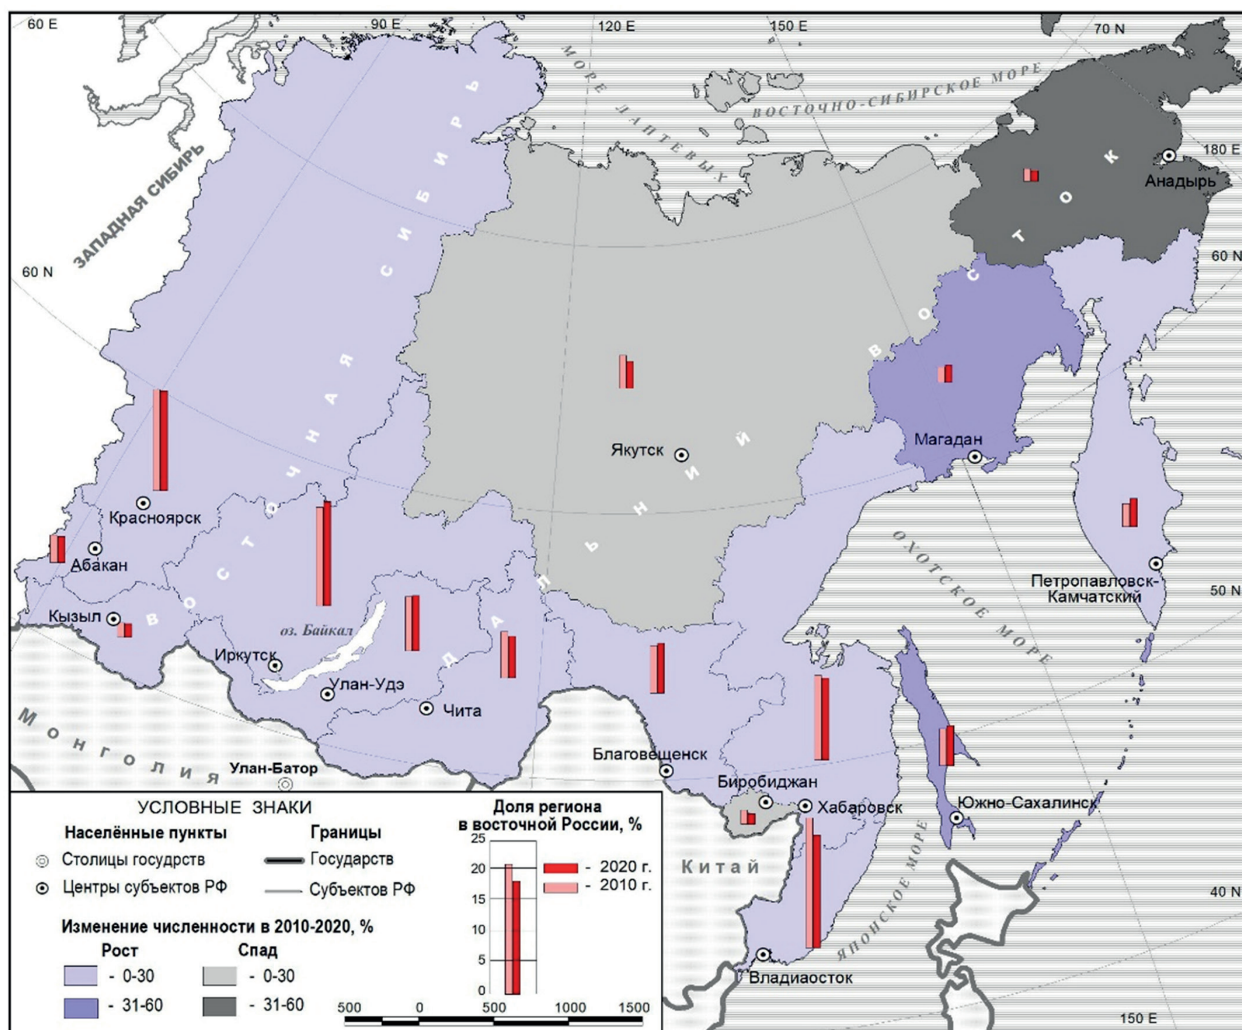 60 E
90 E
120 E
150 E
70 N
МОРЕ ЛАПТЕВЫХ
ВОСТОЧНО-СИБИРСКОЕ МОРЕ
180 E
Анадырь
ЗАПАДНАЯ СИБИРЬ
60 N
60 N
ВОСТОЧНАЯ СИБИРЬ
ДАЛЬНИЙ ВОСТОК
Якутск
Магадан
Красноярск
Абакан
Кызыл
оз. Байкал
Иркутск
Улан-Удэ
Чита
ОХОТСКОЕ МОРЕ
Петропавловск-
Камчатский
50 N
Монголия
Улан-Батор
Благовещенск
Биробиджан
Хабаровск
Южно-Сахалинск
Китай
ЯПОНСКОЕ МОРЕ
40 N
Владиаосток
150 E
УСЛОВНЫЕ ЗНАКИ
Населённые пункты
Столицы госудрств
Центры субъектов РФ
Границы
Государств
Субъектов РФ
Изменение численности в 2010-2020, %
Рост
Спад
- 0-30
- 0-30
- 31-60
- 31-60
Доля региона
в восточной России, %
25
20
15
10
5
0
- 2020 г.
- 2010 г.
500 0 500 1000 1500